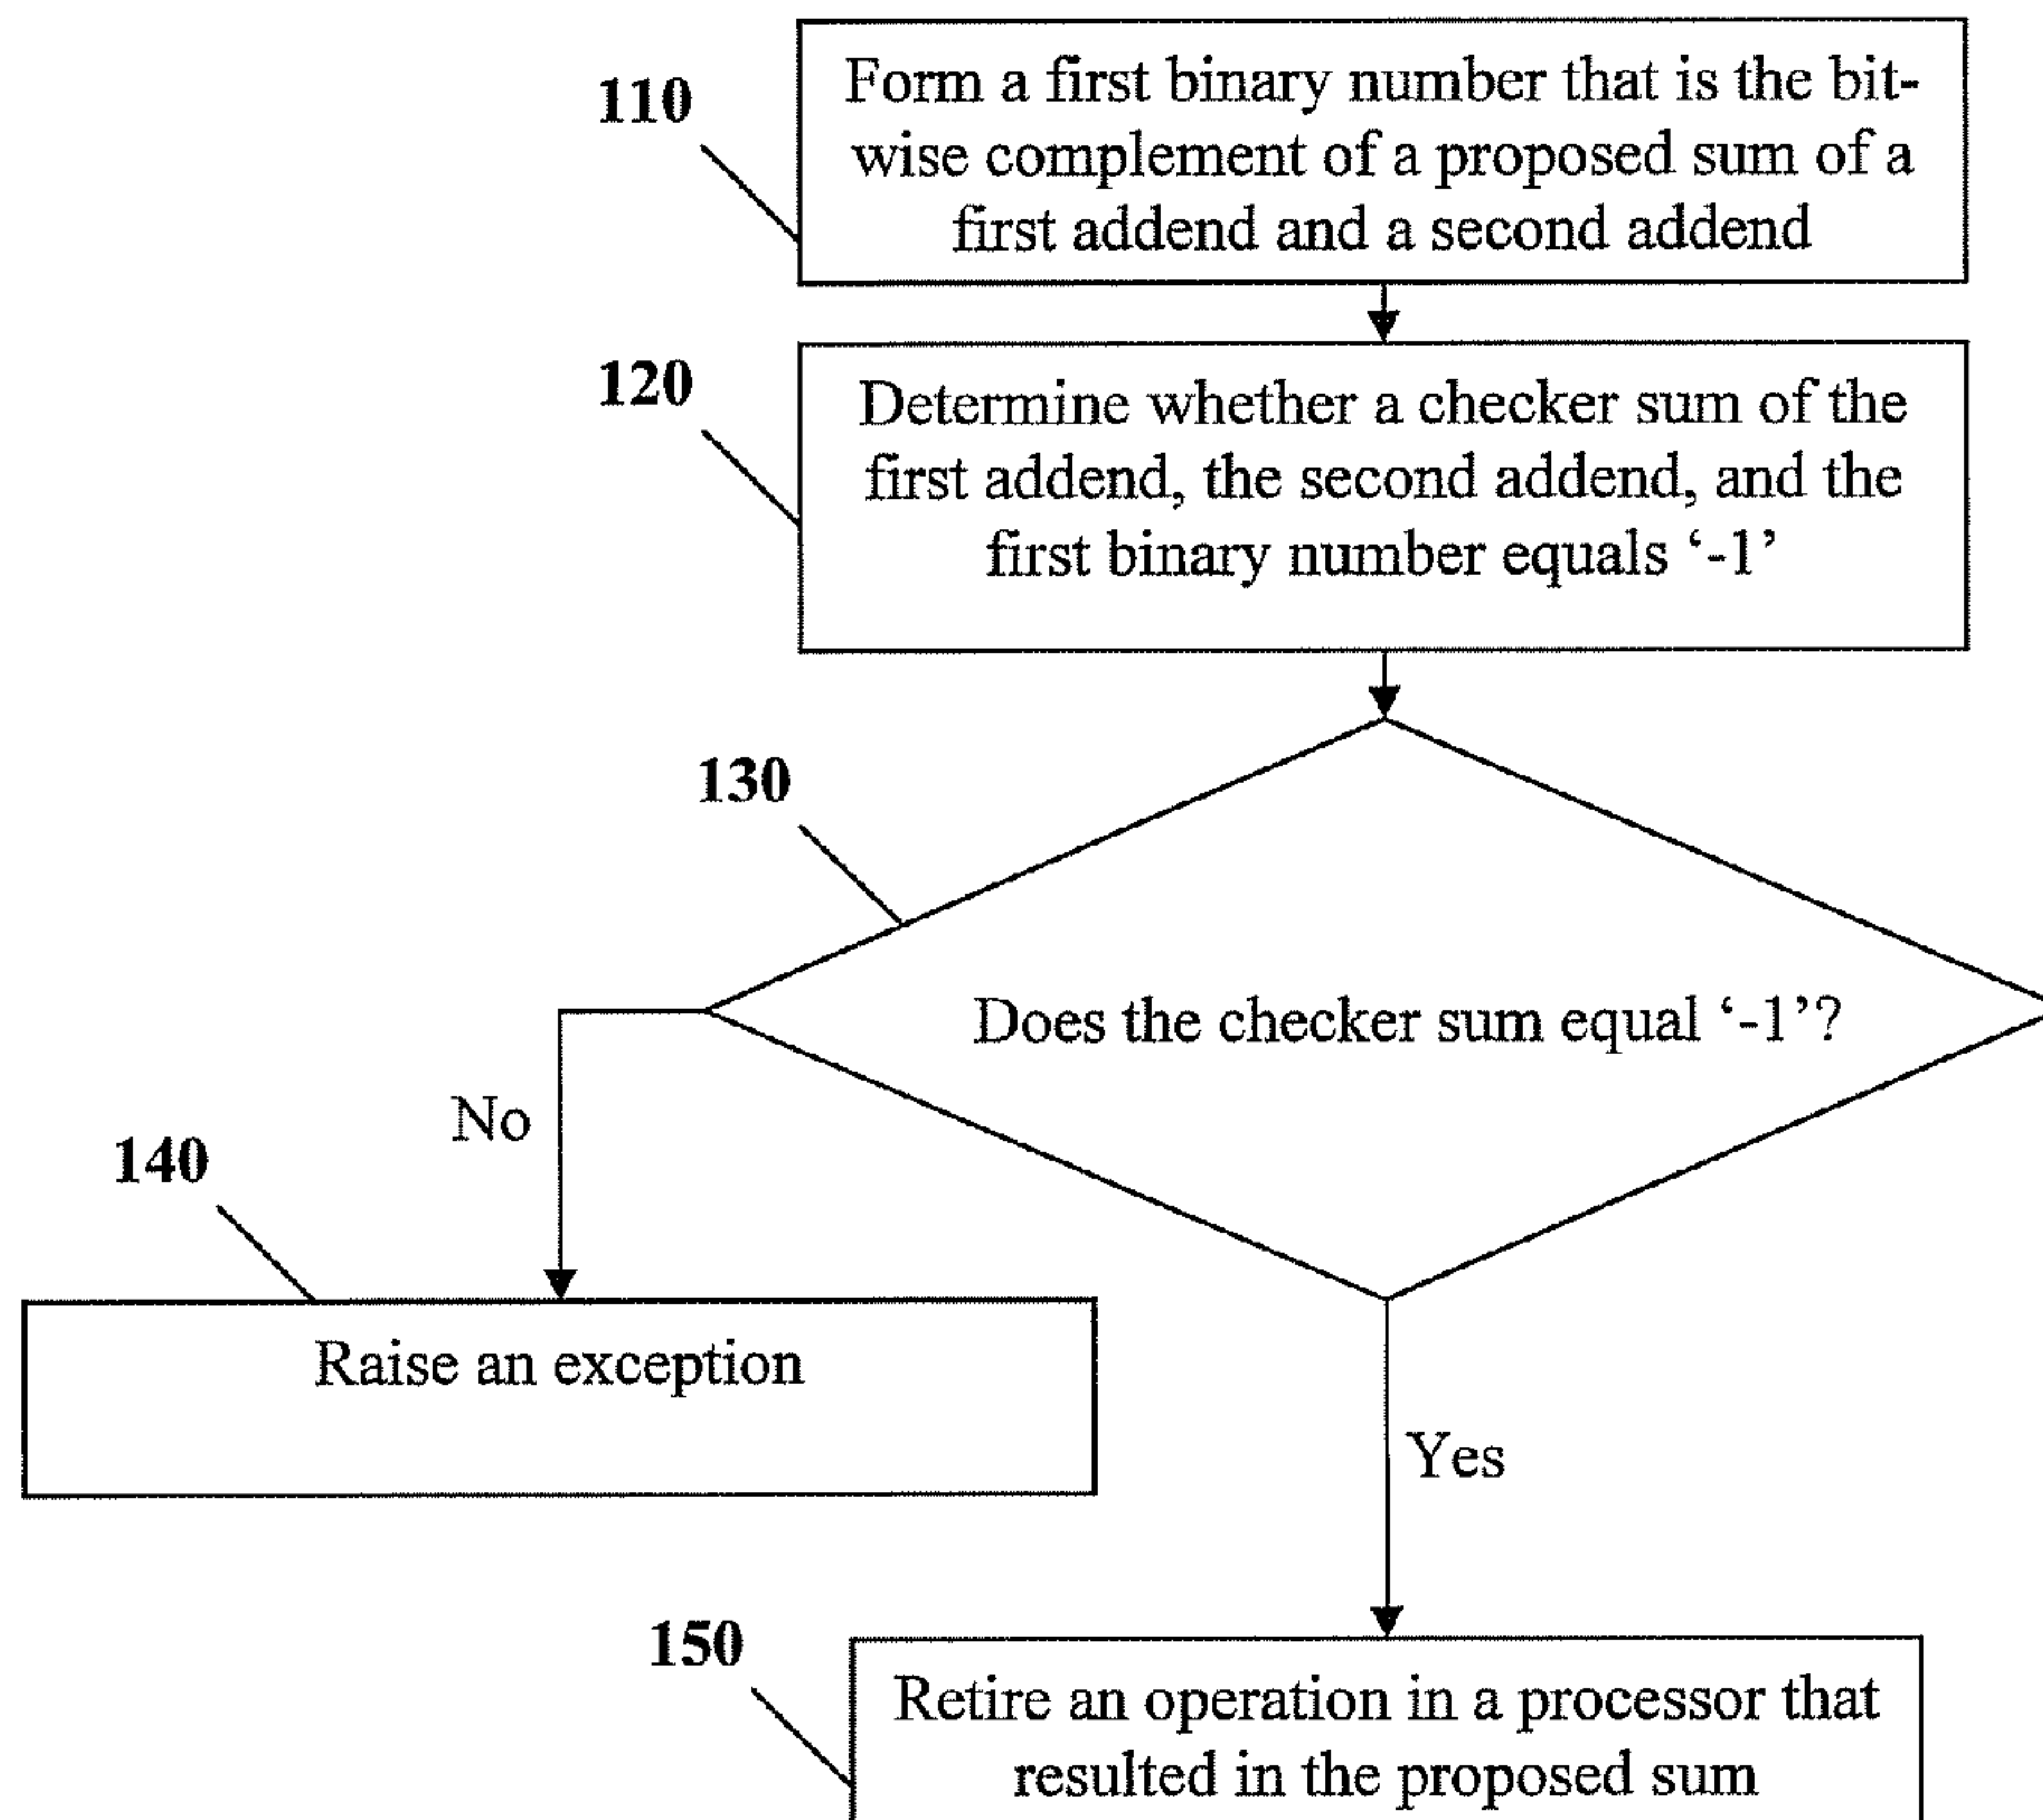 110
Form a first binary number that is the bit-
wise complement of a proposed sum of a
first addend and a second addend
120
Determine whether a checker sum of the
first addend, the second addend, and the
first binary number equals ‘-1’
130
Does the checker sum equal ‘-1’?
No
140
Raise an exception
Yes
150
Retire an operation in a processor that
resulted in the proposed sum